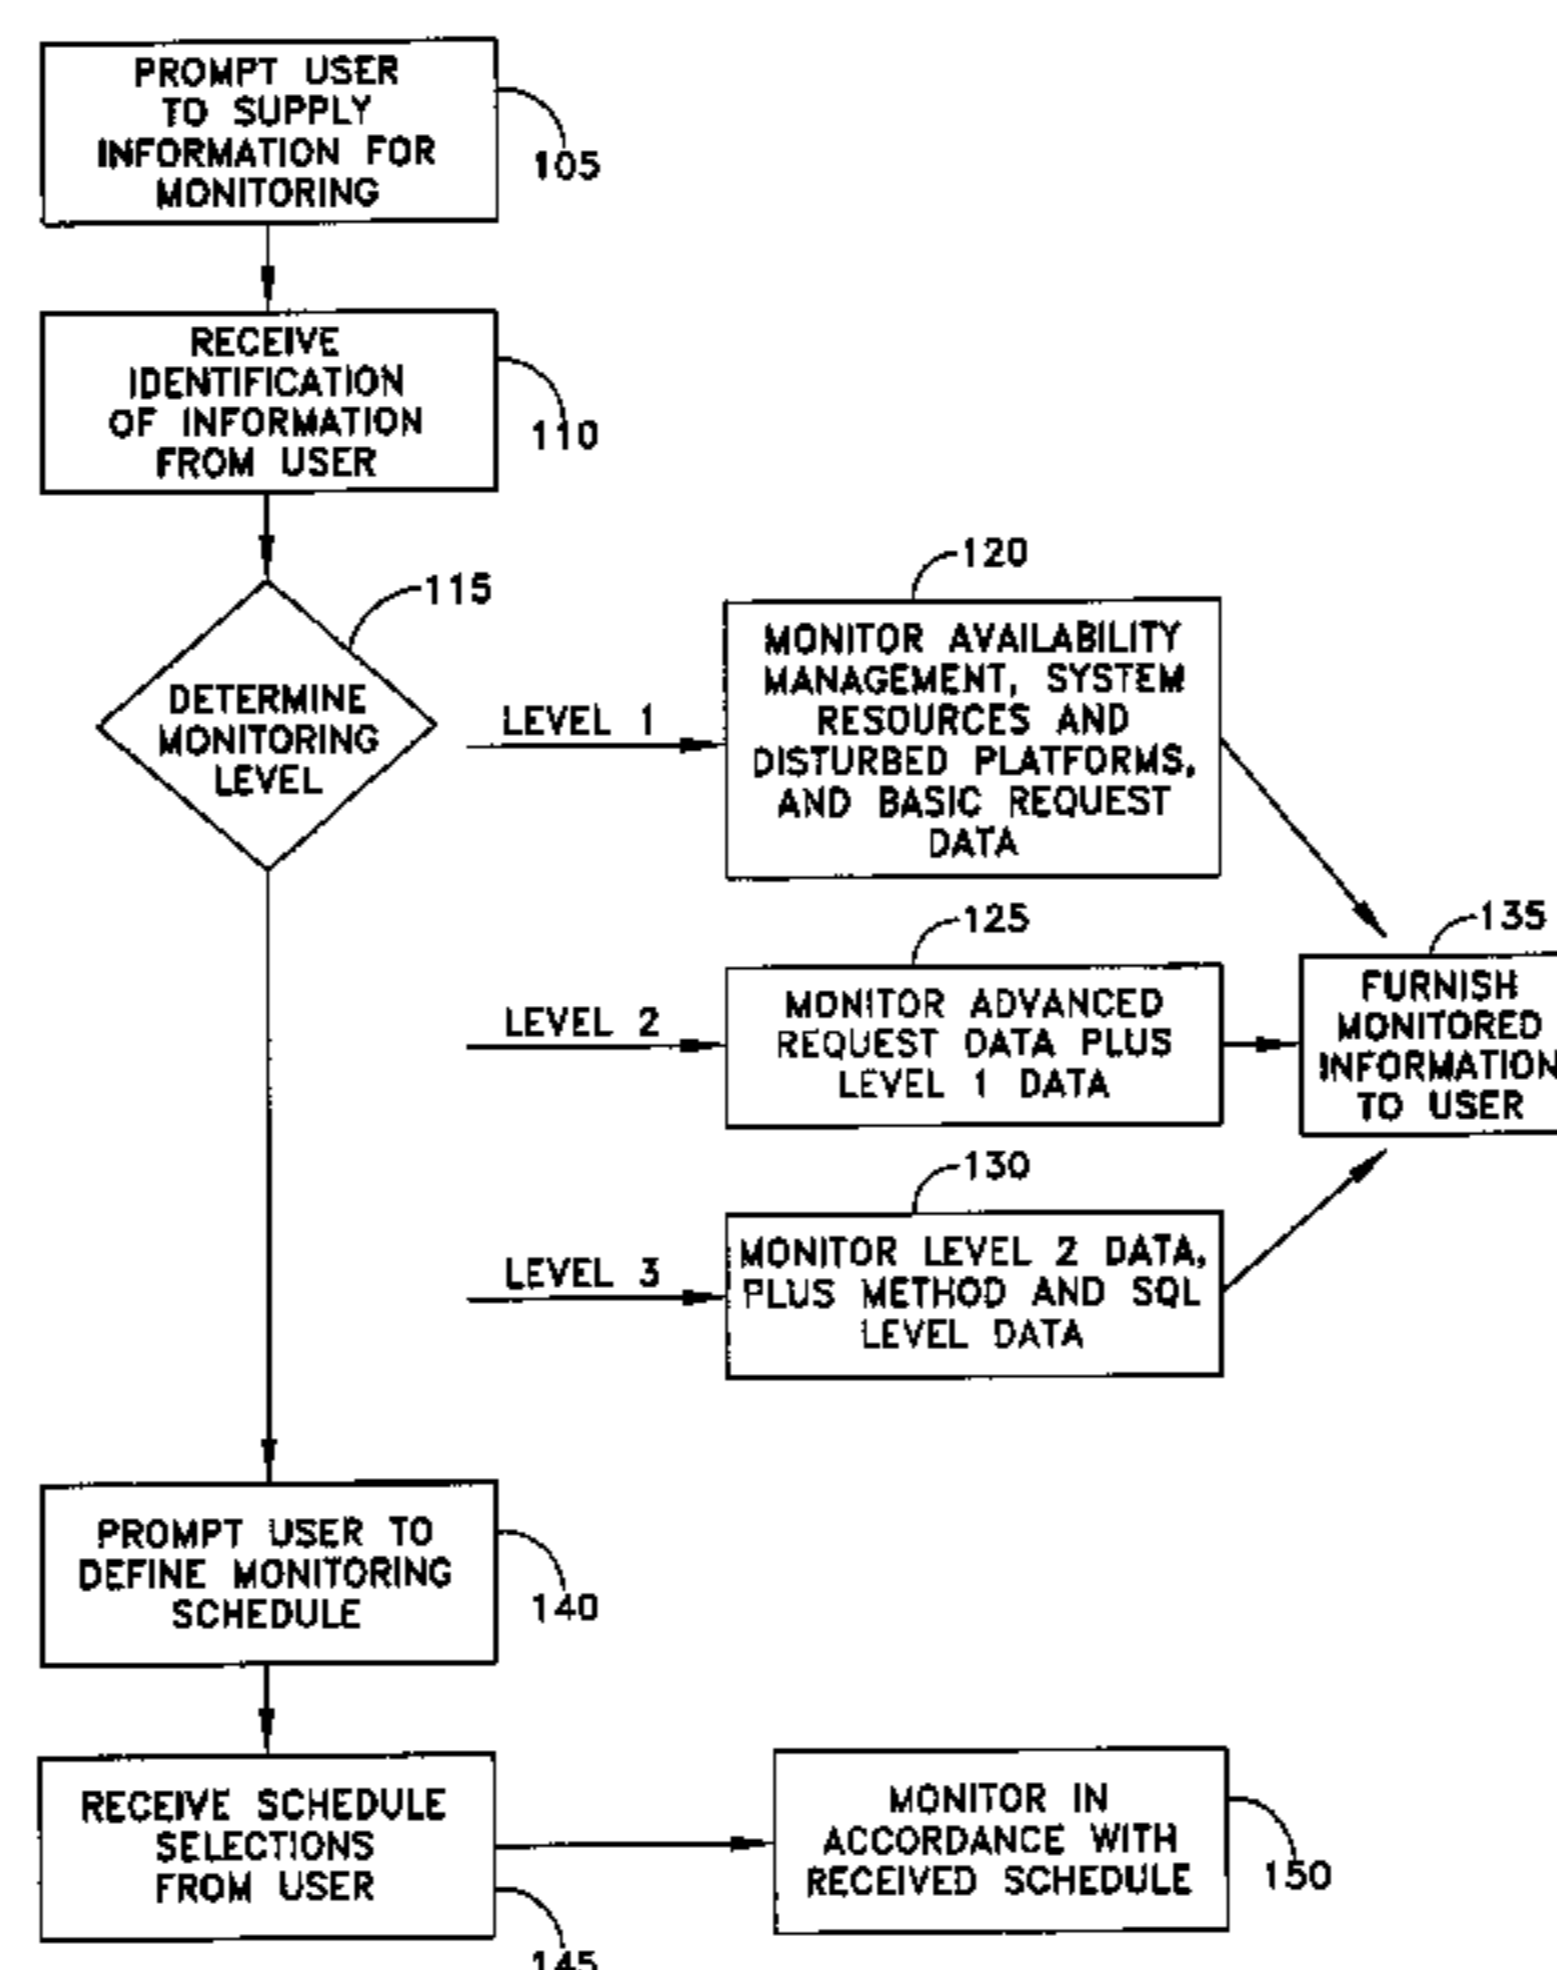 PROMPT USER
TO SUPPLY
INFORMATION FOR
MONITORING
105
RECEIVE
IDENTIFICATION
OF INFORMATION
FROM USER
110
115
DETERMINE
MONITORING
LEVEL
LEVEL 1
120
MONITOR AVAILABILITY
MANAGEMENT, SYSTEM
RESOURCES AND
DISTURBED PLATFORMS,
AND BASIC REQUEST
DATA
LEVEL 2
125
MONITOR ADVANCED
REQUEST DATA PLUS
LEVEL 1 DATA
LEVEL 3
130
MONITOR LEVEL 2 DATA,
PLUS METHOD AND SQL
LEVEL DATA
135
FURNISH
MONITORED
INFORMATION
TO USER
PROMPT USER TO
DEFINE MONITORING
SCHEDULE
140
RECEIVE SCHEDULE
SELECTIONS
FROM USER
145
MONITOR IN
ACCORDANCE WITH
RECEIVED SCHEDULE
150